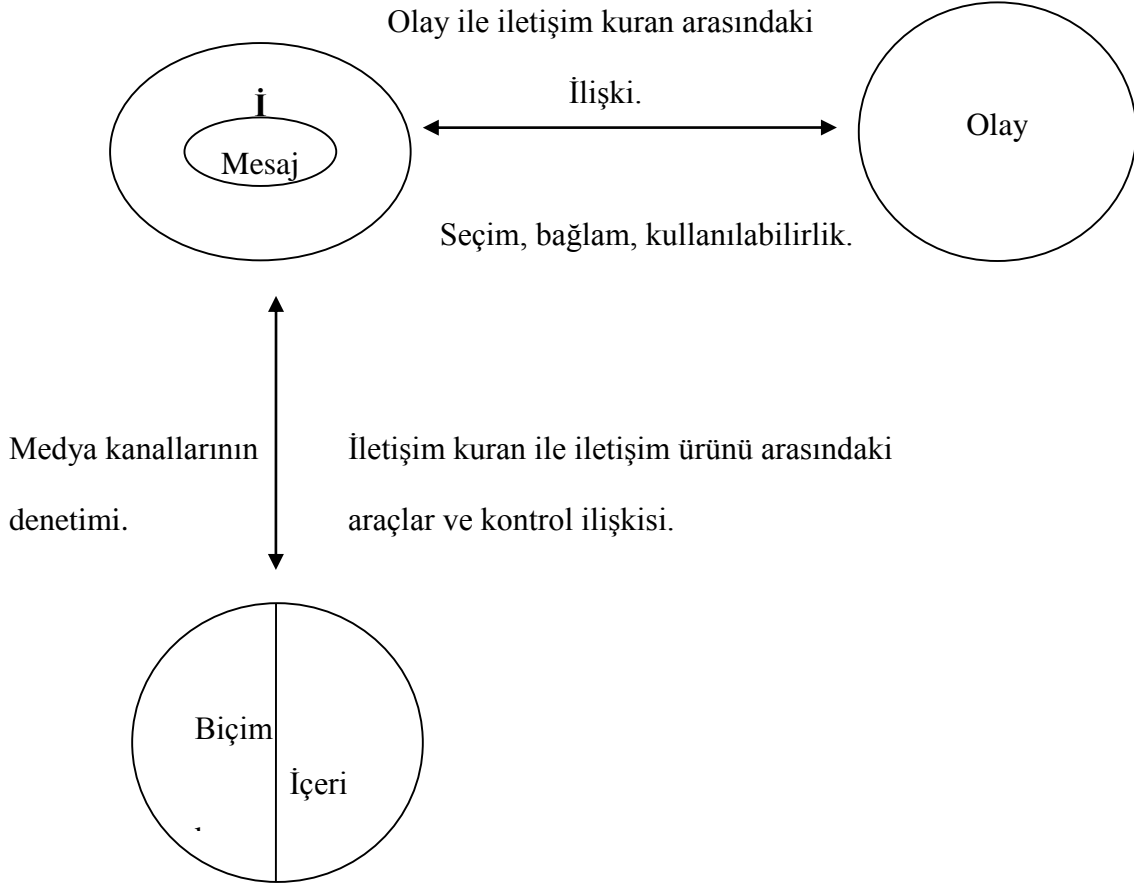 Olay ile iletişim kuran arasındaki
İlişki.
İ
Mesaj
Olay
Seçim, bağlam, kullanılabilirlik.
Medya kanallarının
denetimi.
İletişim kuran ile iletişim ürünü arasındaki
araçlar ve kontrol ilişkisi.
Biçim
İçeri